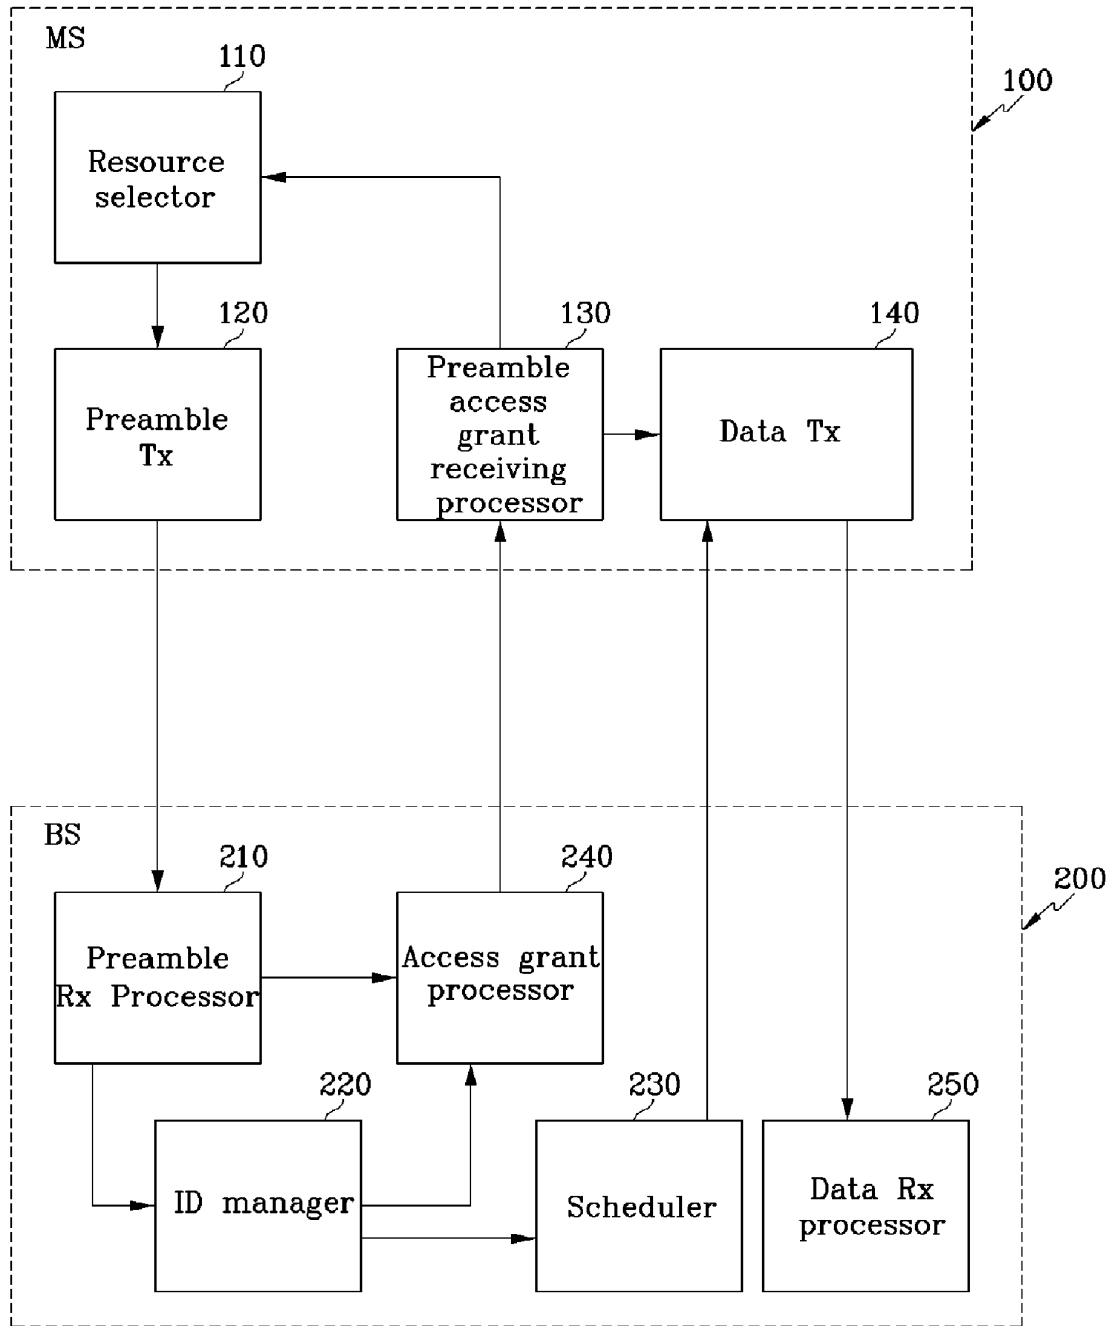 MS
110
100
Resource
selector
120
130
140
Preamble
Tx
Preamble
access
grant
receiving
processor
Data Tx
BS
210
240
200
Preamble
Rx Processor
Access grant
processor
220
230
250
ID manager
Scheduler
Data Rx
processor